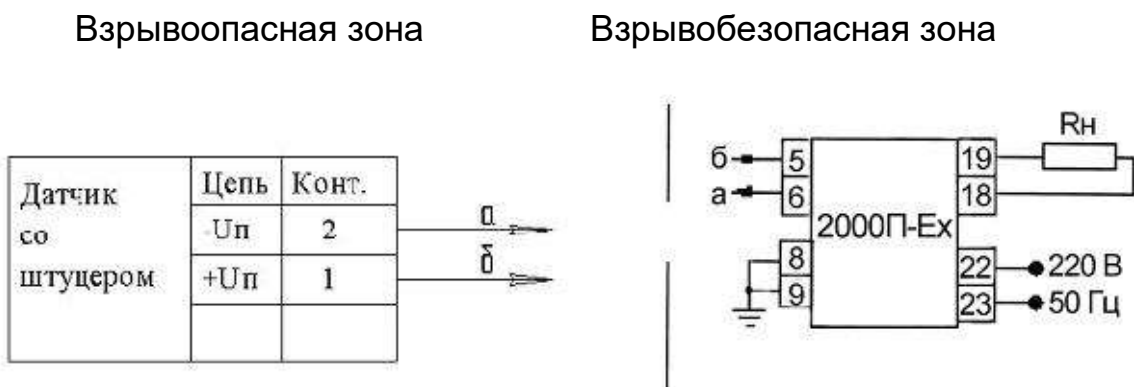 Взрывоопасная зона
Взрывобезопасная зона
Датчик
со
штуцером
Цепь
Конт.
-Uп
2
+Uп
1
а
б
б
а
5
6
8
9
2000П-Ех
19
18
22
23
Rн
220 В
50 Гц